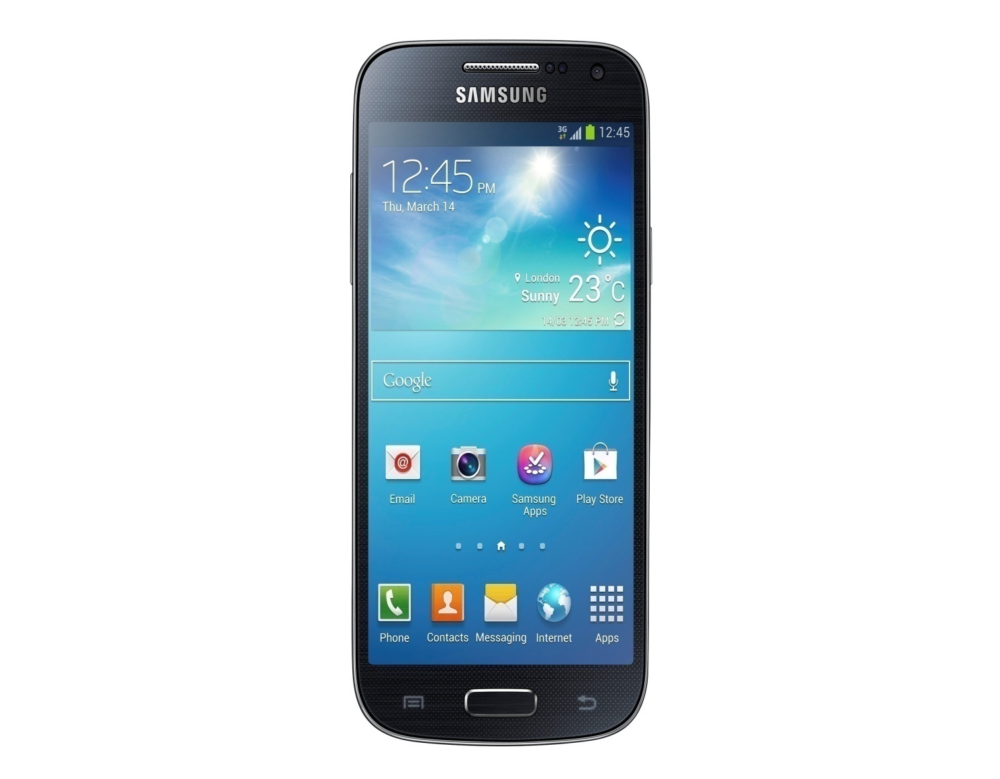 SAMSUNG
3G 12:45
12:45 PM
Thu, March 14
London
Sunny 23°C
14/03 12:45 PM
Google
Email Camera Samsung Apps Play Store
Phone Contacts Messaging Internet Apps